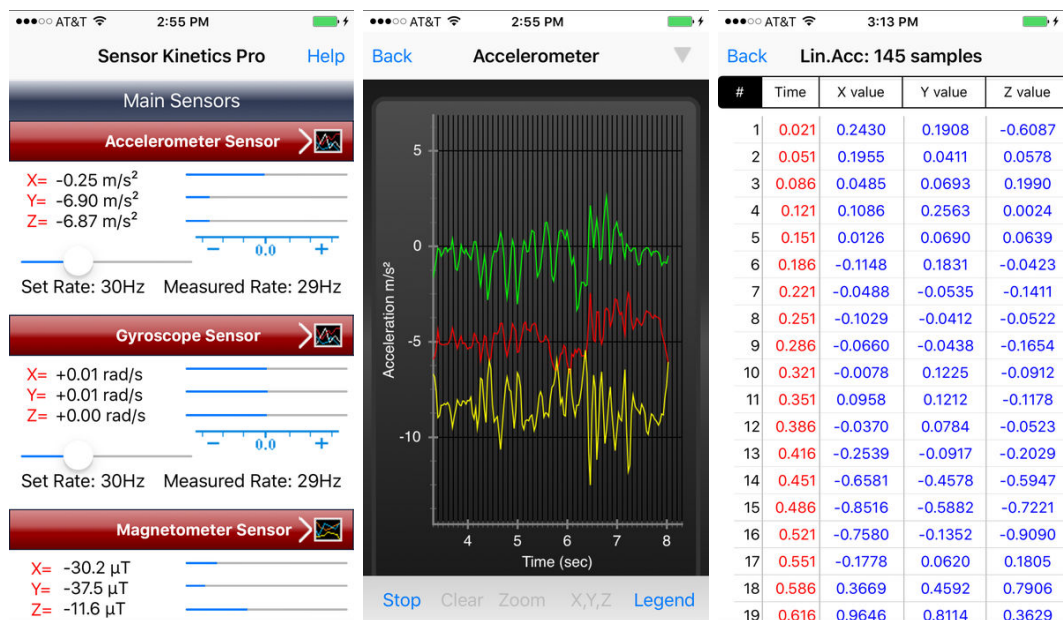 AT&T 2:55 PM
Sensor Kinetics Pro Help
Main Sensors
Accelerometer Sensor
X= -0.25 m/s²
Y= -6.90 m/s²
Z= -6.87 m/s²
0.0
Set Rate: 30Hz Measured Rate: 29Hz
Gyroscope Sensor
X= +0.01 rad/s
Y= +0.01 rad/s
Z= +0.00 rad/s
0.0
Set Rate: 30Hz Measured Rate: 29Hz
Magnetometer Sensor
X= -30.2 µT
Y= -37.5 µT
Z= -11.6 µT
AT&T 2:55 PM
Back Accelerometer
5
0
-5
-10
Acceleration m/s²
4 5 6 7 8
Time (sec)
Stop Clear Zoom X,Y,Z Legend
AT&T 3:13 PM
Back Lin.Acc: 145 samples
# Time X value Y value Z value
1 0.021 0.2430 0.1908 -0.6087
2 0.051 0.1955 0.0411 0.0578
3 0.086 0.0485 0.0693 0.1990
4 0.121 0.1086 0.2563 0.0024
5 0.151 0.0126 0.0690 0.0639
6 0.186 -0.1148 0.1831 -0.0423
7 0.221 -0.0488 -0.0535 -0.1411
8 0.251 -0.1029 -0.0412 -0.0522
9 0.286 -0.0660 -0.0438 -0.1654
10 0.321 -0.0078 0.1225 -0.0912
11 0.351 0.0958 0.1212 -0.1178
12 0.386 -0.0370 0.0784 -0.0523
13 0.416 -0.2539 -0.0917 -0.2029
14 0.451 -0.6581 -0.4578 -0.5947
15 0.486 -0.8516 -0.5882 -0.7221
16 0.521 -0.7580 -0.1352 -0.9090
17 0.551 -0.1778 0.0620 0.1805
18 0.586 0.3669 0.4592 0.7906
19 0.616 0.9646 0.8114 0.3629